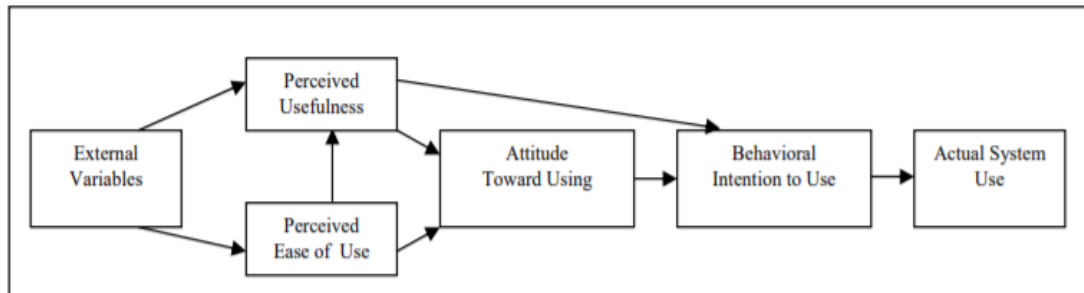 Perceived
Usefulness
External
Variables
Attitude
Toward Using
Behavioral
Intention to Use
Actual System
Use
Perceived
Ease of Use